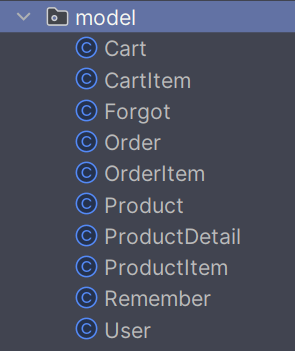 model
C Cart
C CartItem
C Forgot
C Order
C OrderItem
C Product
C ProductDetail
C ProductItem
C Remember
C User